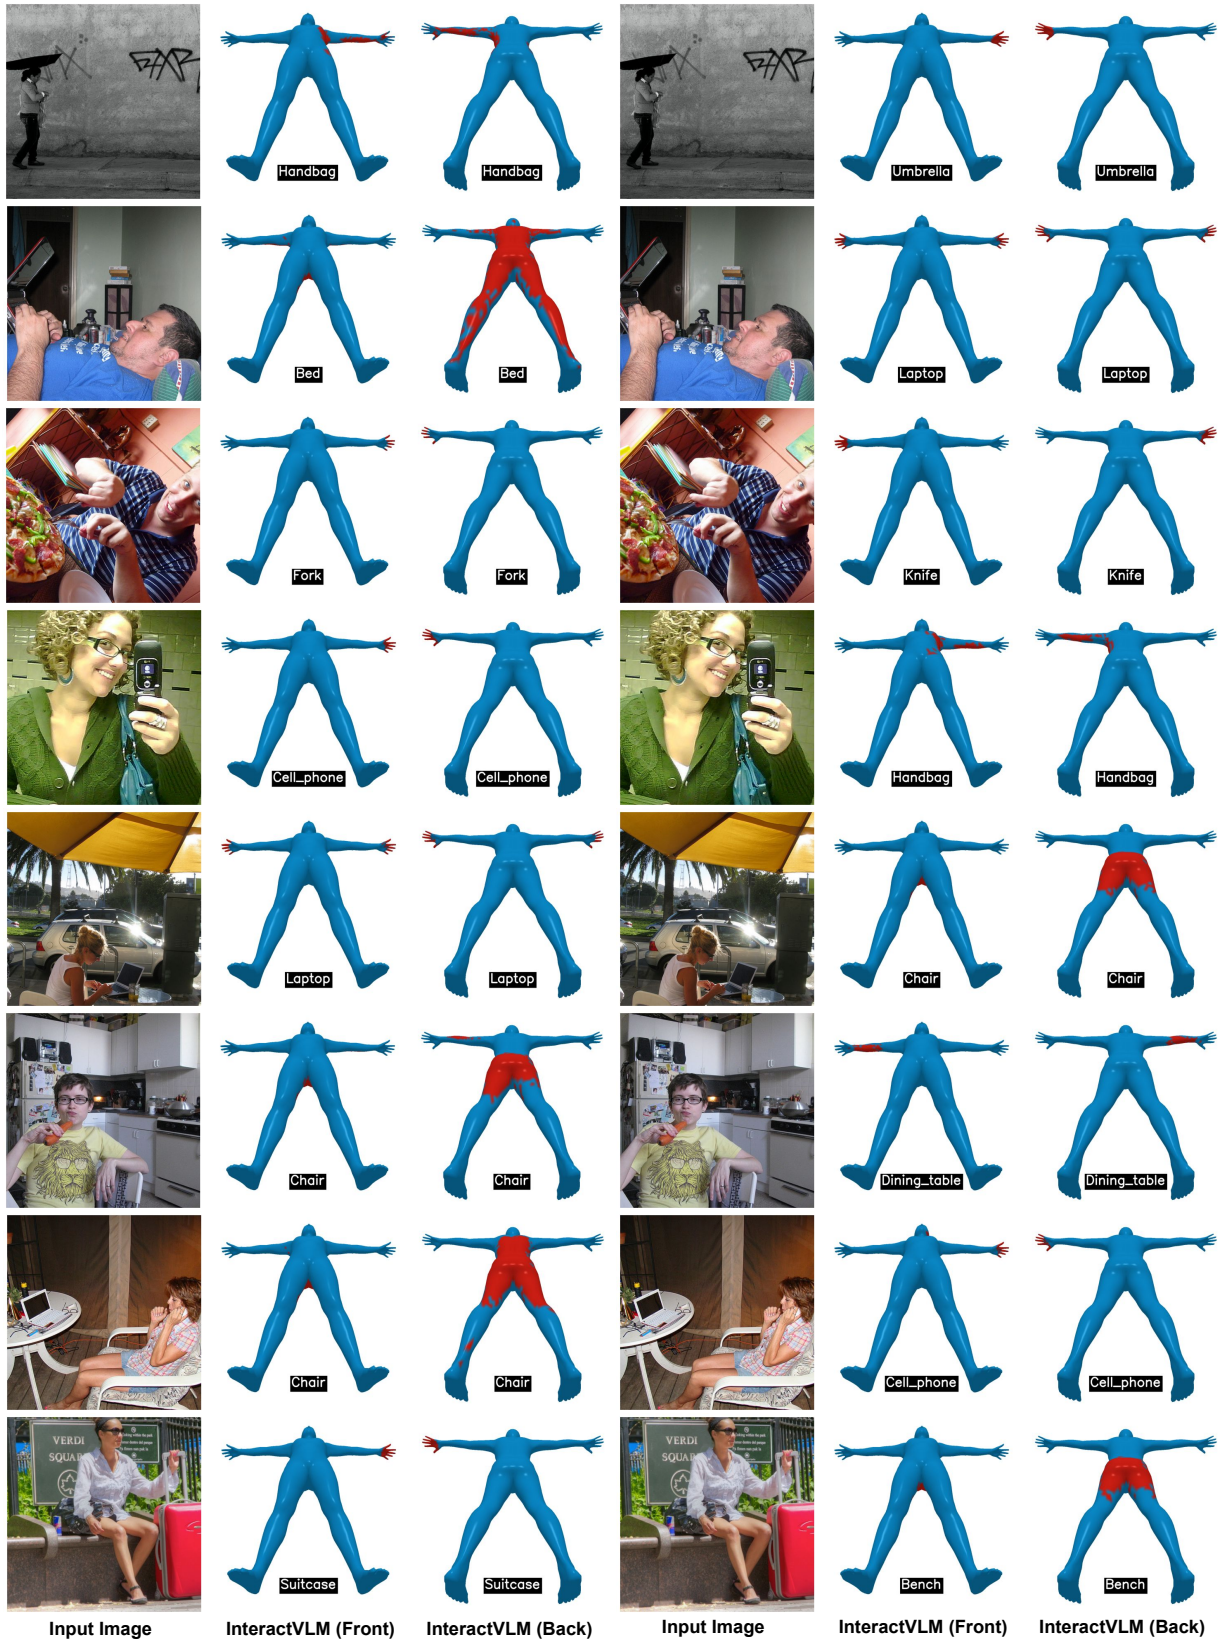 Handbag Handbag Umbrella Umbrella
Bed Bed Laptop Laptop
Fork Fork Knife Knife
Cell_phone Cell_phone Handbag Handbag
Laptop Laptop Chair Chair
Chair Chair Dining_table Dining_table
Chair Chair Cell_phone Cell_phone
VERDI VERDI
SQUA SQUA
Suitcase Suitcase Bench Bench
Input Image InteractVLM (Front) InteractVLM (Back) Input Image InteractVLM (Front) InteractVLM (Back)